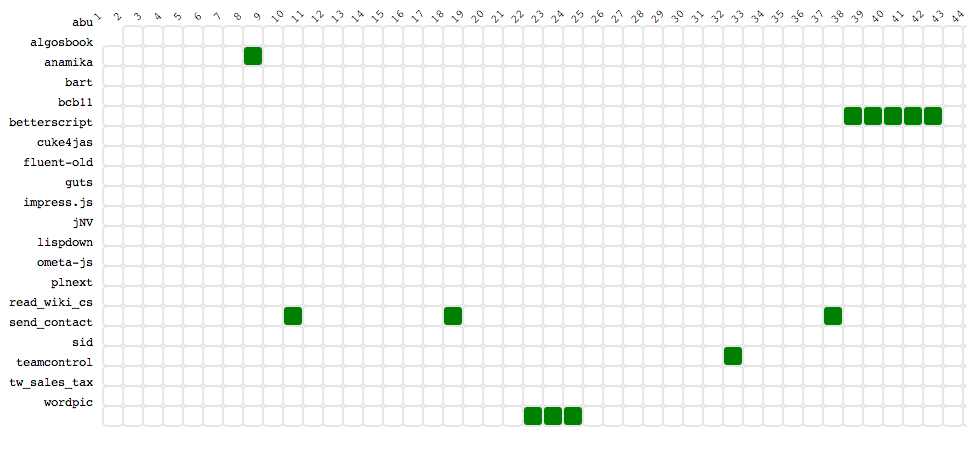 1 2 3 4 5 6 7 8 9 10 11 12 13 14 15 16 17 18 19 20 21 22 23 24 25 26 27 28 29 30 31 32 33 34 35 36 37 38 39 40 41 42 43 44
abu
algosbook
anamika
bart
bcb11
betterscript
cuke4jas
fluent-old
guts
impress.js
jNV
lispdown
ometa-js
plnext
read_wiki_cs
send_contact
sid
teamcontrol
tw_sales_tax
wordpic